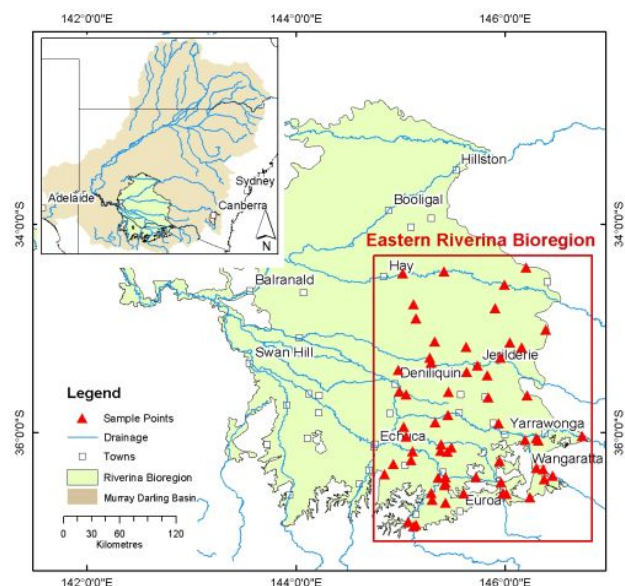 142°0'0"E 144°0'0"E 146°0'0"E
Adelaide
Sydney
Canberra
N
Hillston
Booligal
34°0'0"S
34°0'0"S
Eastern Riverina Bioregion
Hay
Balranald
Swan Hill
Jerilderie
Deniliquin
Yarrawonga
Echuca
Wangaratta
Euroa
36°0'0"S
36°0'0"S
Legend
Sample Points
Drainage
Towns
Riverina Bioregion
Murray Darling Basin
0 15 30 60 90 120
Kilometres
142°0'0"E 144°0'0"E 146°0'0"E